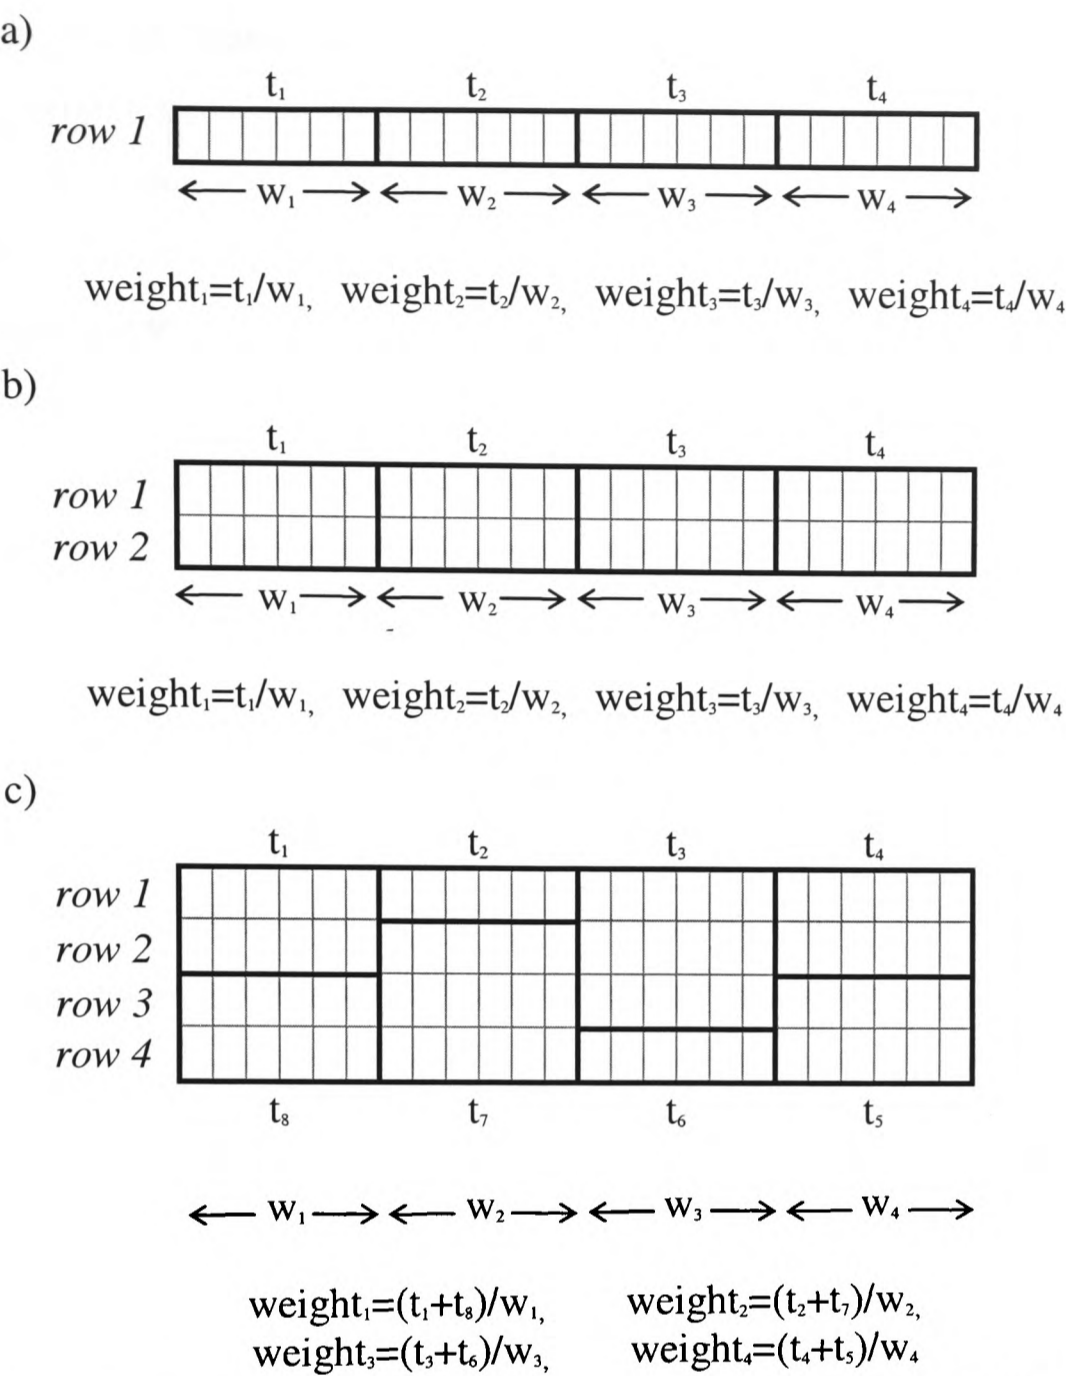 a)
t₁ t₂ t₃ t₄
row 1
w₁ w₂ w₃ w₄
weight₁=t₁/w₁, weight₂=t₂/w₂, weight₃=t₃/w₃, weight₄=t₄/w₄
b)
t₁ t₂ t₃ t₄
row 1
row 2
w₁ w₂ w₃ w₄
weight₁=t₁/w₁, weight₂=t₂/w₂, weight₃=t₃/w₃, weight₄=t₄/w₄
c)
t₁ t₂ t₃ t₄
row 1
row 2
row 3
row 4
t₈ t₇ t₆ t₅
w₁ w₂ w₃ w₄
weight₁=(t₁+t₈)/w₁, weight₂=(t₂+t₇)/w₂,
weight₃=(t₃+t₆)/w₃, weight₄=(t₄+t₅)/w₄